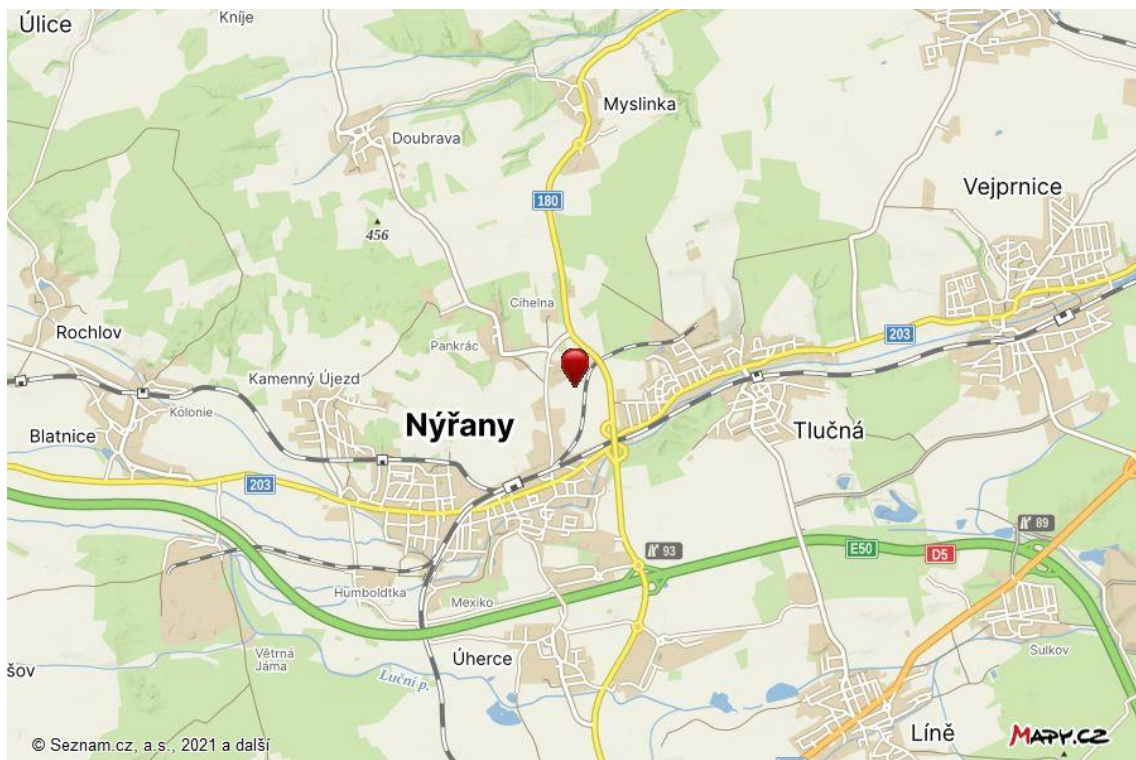 Úlice
Kníje
Myslinka
Doubrava
Vejprnice
180
456
Cihelna
Rochlov
Pankrác
203
Kamenný Újezd
Kolonie
Nýřany
Blatnice
Tlučná
203
93
E50
D5
89
Humboldtka
Mexiko
Úherce
Větrná
Jáma
Luční p.
Sulkov
šov
Líně
© Seznam.cz, a.s., 2021 a další
MAPY.CZ